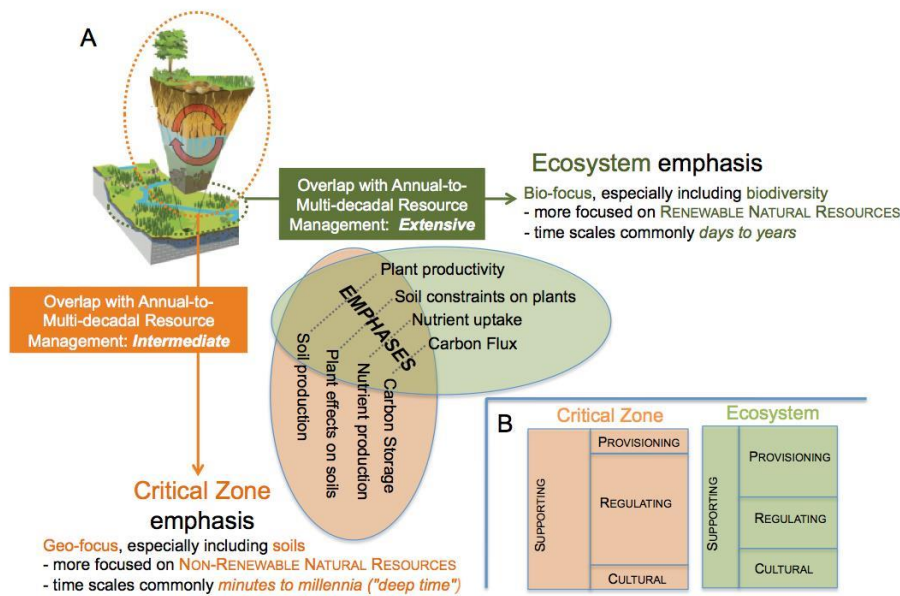 A
Overlap with Annual-to-
Multi-decadal Resource
Management: Extensive
Ecosystem emphasis
Bio-focus, especially including biodiversity
- more focused on RENEWABLE NATURAL RESOURCES
- time scales commonly days to years
Overlap with Annual-to-
Multi-decadal Resource
Management: Intermediate
EMPHASES
Plant productivity
Soil constraints on plants
Nutrient uptake
Carbon Flux
Soil production
Plant effects on soils
Nutrient production
Carbon Storage
Critical Zone
emphasis
Geo-focus, especially including soils
- more focused on NON-RENEWABLE NATURAL RESOURCES
- time scales commonly minutes to millennia ("deep time")
B
Critical Zone
SUPPORTING
PROVISIONING
REGULATING
CULTURAL
Ecosystem
SUPPORTING
PROVISIONING
REGULATING
CULTURAL